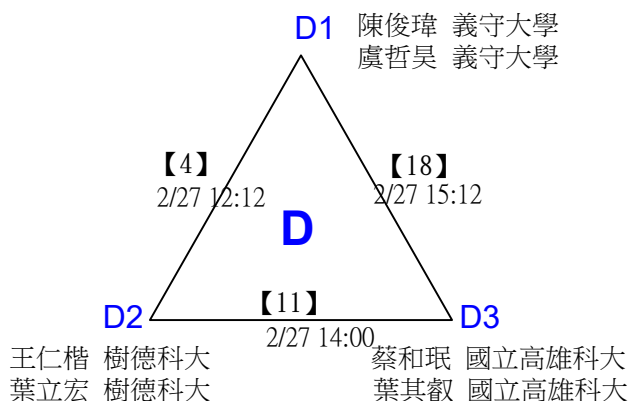 D1
陳俊瑋 義守大學
虞哲昊 義守大學
【4】
2/27 12:12
【18】
2/27 15:12
D
【11】
2/27 14:00
D2
D3
王仁楷 樹德科大
葉立宏 樹德科大
蔡和珉 國立高雄科大
葉其叡 國立高雄科大